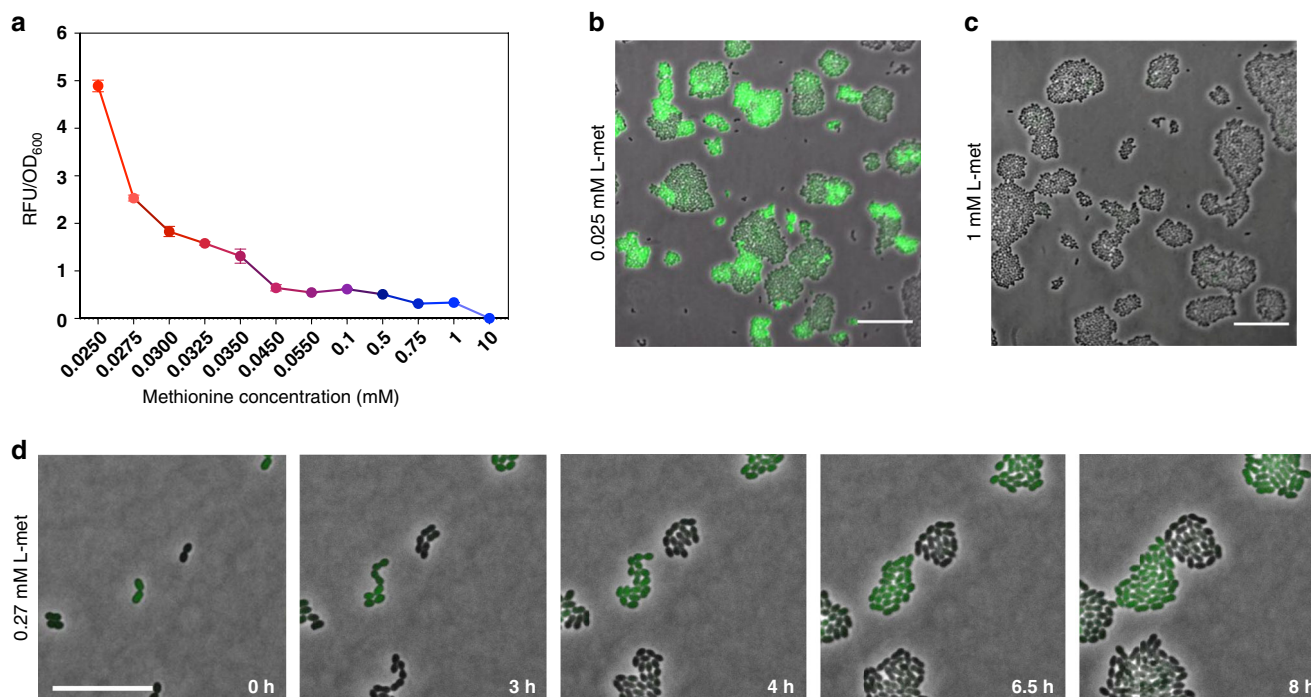 a
6
5
4
3
2
1
0
RFU/OD600
0.0250
0.0275
0.0300
0.0325
0.0350
0.0450
0.0550
0.1
0.5
0.75
1
10
Methionine concentration (mM)
b
0.025 mM L-met
c
1 mM L-met
d
0.27 mM L-met
0 h
3 h
4 h
6.5 h
8 h